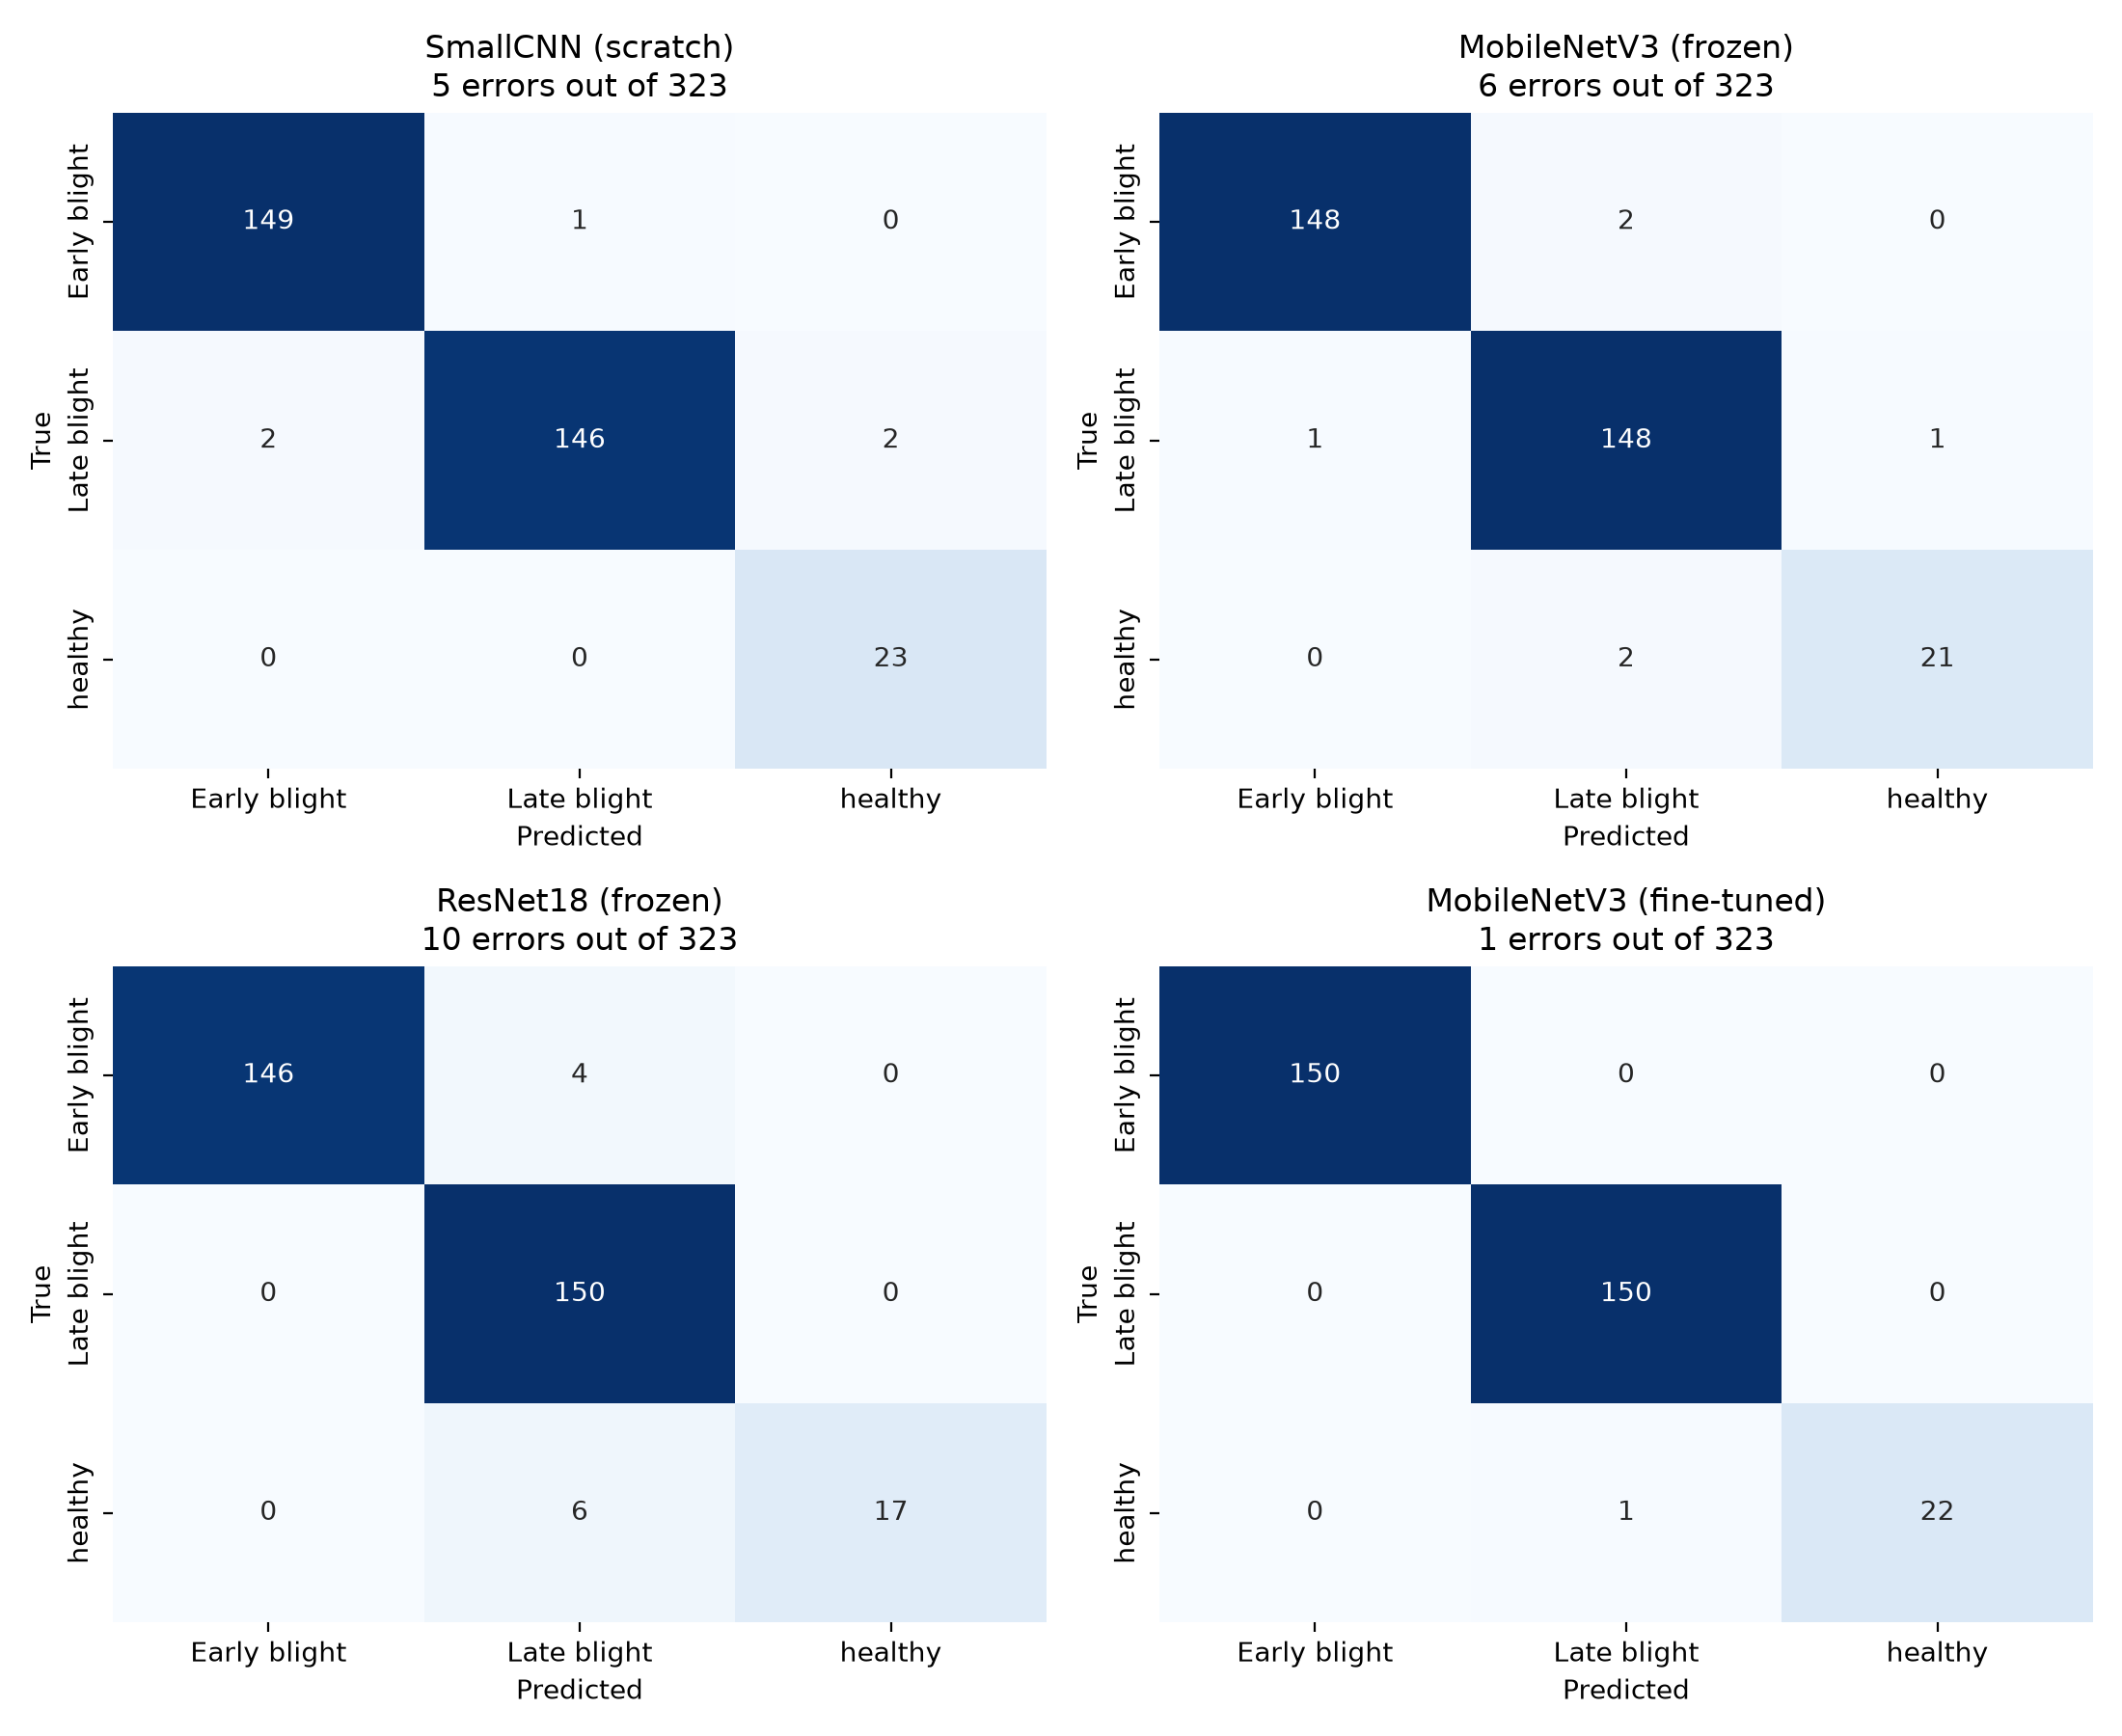 SmallCNN (scratch)
5 errors out of 323
True
Early blight
149 1 0
Late blight
2 146 2
healthy
0 0 23
Early blight Late blight healthy
Predicted
MobileNetV3 (frozen)
6 errors out of 323
True
Early blight
148 2 0
Late blight
1 148 1
healthy
0 2 21
Early blight Late blight healthy
Predicted
ResNet18 (frozen)
10 errors out of 323
True
Early blight
146 4 0
Late blight
0 150 0
healthy
0 6 17
Early blight Late blight healthy
Predicted
MobileNetV3 (fine-tuned)
1 errors out of 323
True
Early blight
150 0 0
Late blight
0 150 0
healthy
0 1 22
Early blight Late blight healthy
Predicted